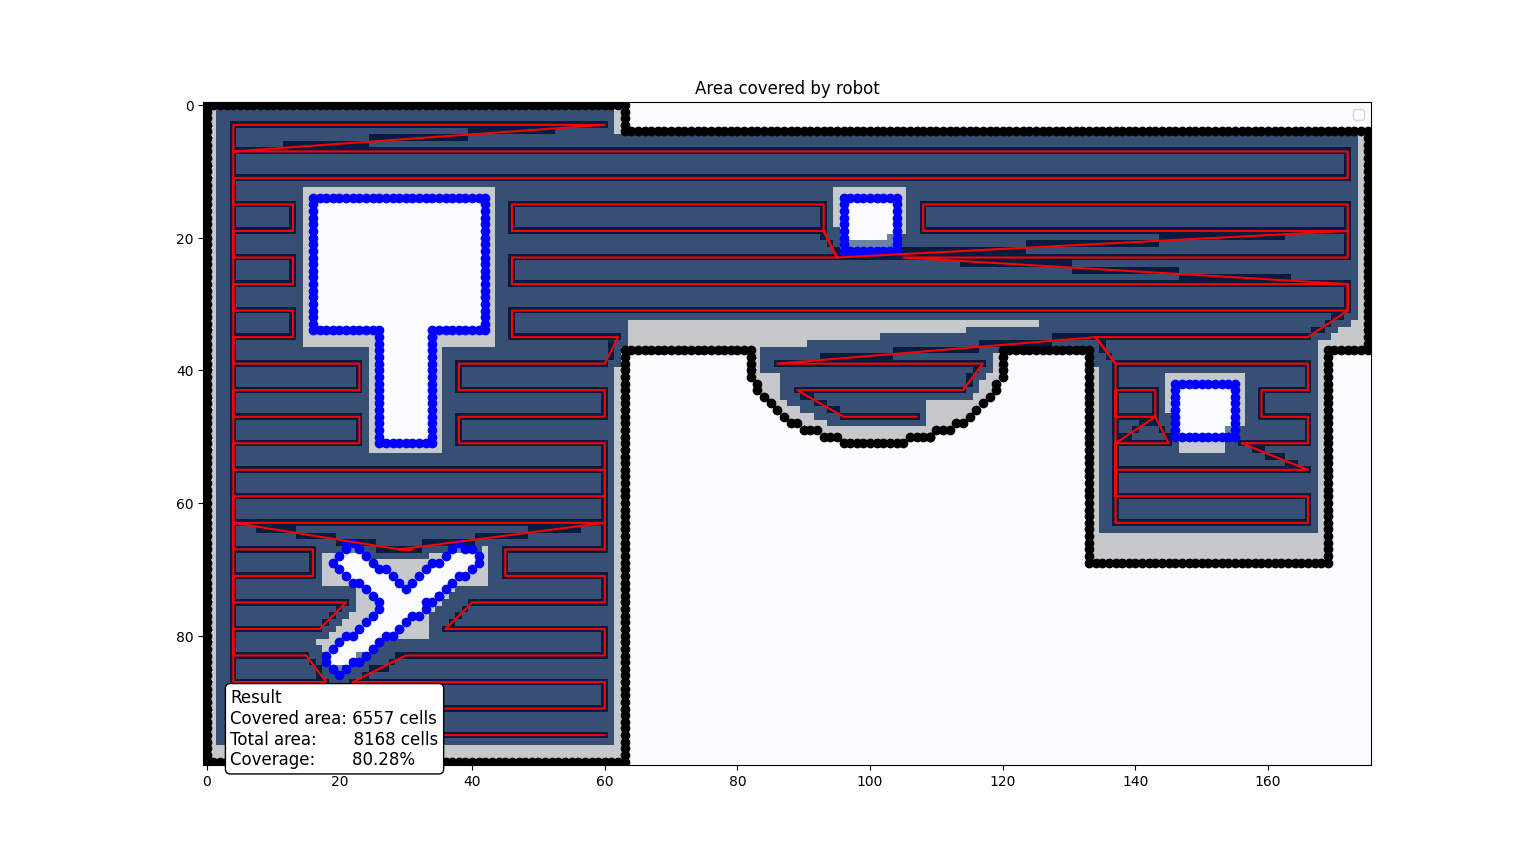 Area covered by robot
0
20
40
60
80
Result
Covered area: 6557 cells
Total area: 8168 cells
Coverage: 80.28%
0 20 40 60 80 100 120 140 160